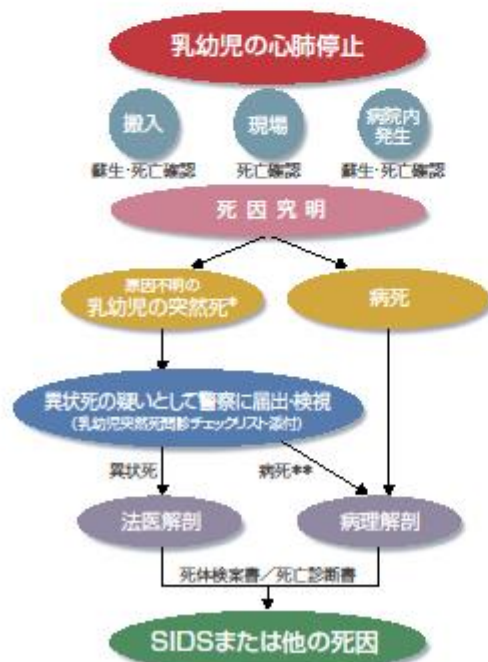 乳幼児の心肺停止
搬入
現場
病院内
発生
蘇生・死亡確認
死亡確認
蘇生・死亡確認
死因究明
原因不明の
乳幼児の突然死*
病死
異状死の疑いとして警察に届出・検視
(乳幼児突然死問診チェックリスト添付)
異状死
病死**
法医解剖
病理解剖
死体検案書／死亡診断書
SIDSまたは他の死因